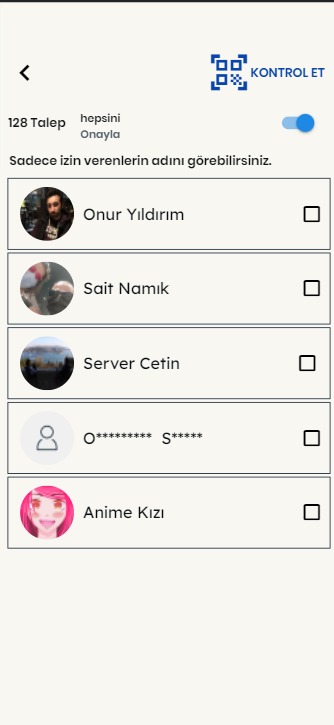 KONTROL ET
128 Talep
hepsini
Onayla
Sadece izin verenlerin adını görebilirsiniz.
Onur Yıldırım
Sait Namık
Server Cetin
O********* S*****
Anime Kızı